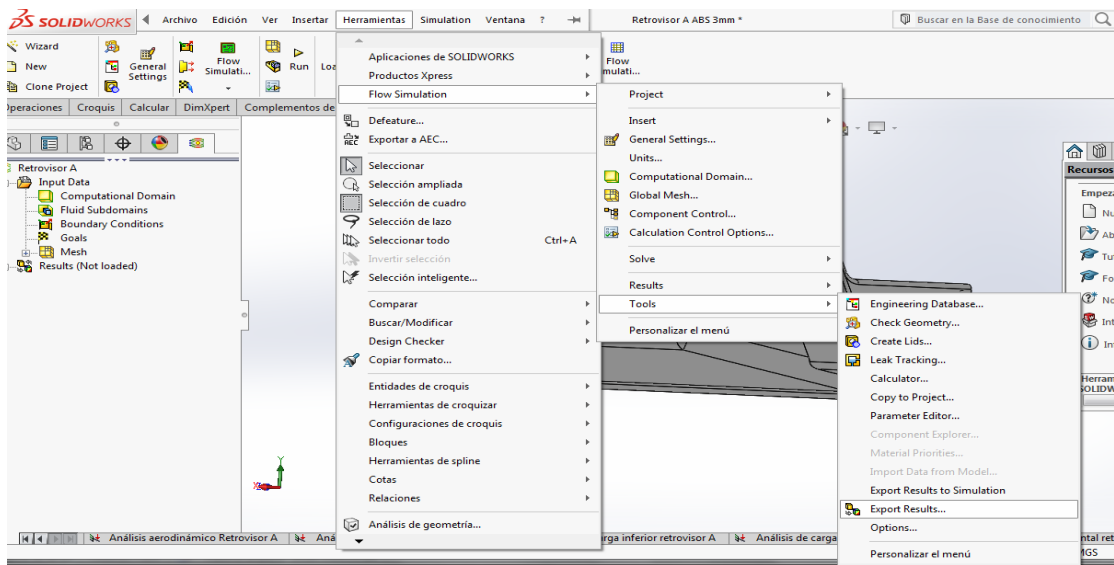 SOLIDWORKS Archivo Edición Ver Insertar Herramientas Simulation Ventana ? Retrovisor A ABS 3mm * Buscar en la Base de conocimiento
Wizard
New
Clone Project
General Settings
Flow Simulati...
Run
Flow
Operaciones Croquis Calcular DimXpert Complementos de
Retrovisor A
Input Data
Computational Domain
Fluid Subdomains
Boundary Conditions
Goals
Mesh
Results (Not loaded)
Aplicaciones de SOLIDWORKS
Productos Xpress
Flow Simulation
Defeature...
Exportar a AEC...
Seleccionar
Selección ampliada
Selección de cuadro
Selección de lazo
Seleccionar todo Ctrl+A
Invertir selección
Selección inteligente...
Comparar
Buscar/Modificar
Design Checker
Copiar formato...
Entidades de croquis
Herramientas de croquizar
Configuraciones de croquis
Bloques
Herramientas de spline
Cotas
Relaciones
Análisis de geometría...
Project
Insert
General Settings...
Units...
Computational Domain...
Global Mesh...
Component Control...
Calculation Control Options...
Solve
Results
Tools
Personalizar el menú
Engineering Database...
Check Geometry...
Create Lids...
Leak Tracking...
Calculator...
Copy to Project...
Parameter Editor...
Component Explorer...
Material Priorities...
Import Data from Model...
Export Results to Simulation
Export Results...
Options...
Personalizar el menú
Recursos
Análisis aerodinámico Retrovisor A
inferior retrovisor A Análisis de carga
MGS